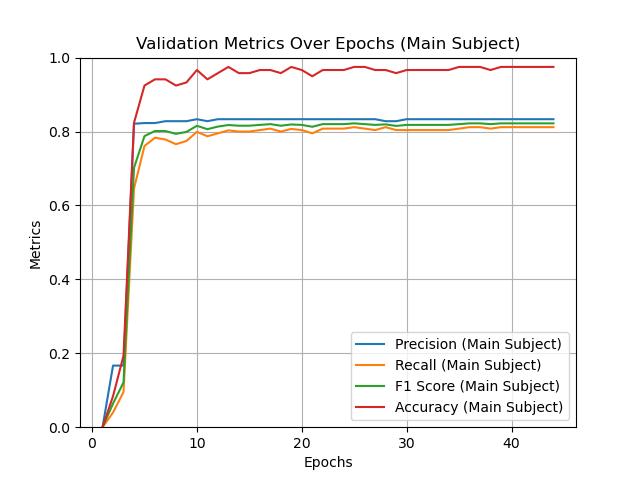 Validation Metrics Over Epochs (Main Subject)
1.0
0.8
0.6
0.4
0.2
0.0
Metrics
0
10
20
30
40
Epochs
Precision (Main Subject)
Recall (Main Subject)
F1 Score (Main Subject)
Accuracy (Main Subject)